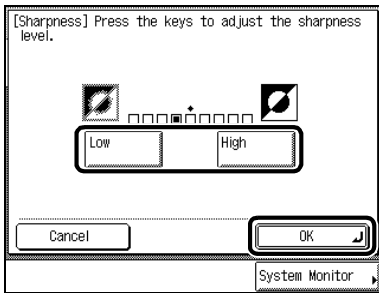 [Sharpness] Press the keys to adjust the sharpness
level.
Low High
Cancel OK
System Monitor